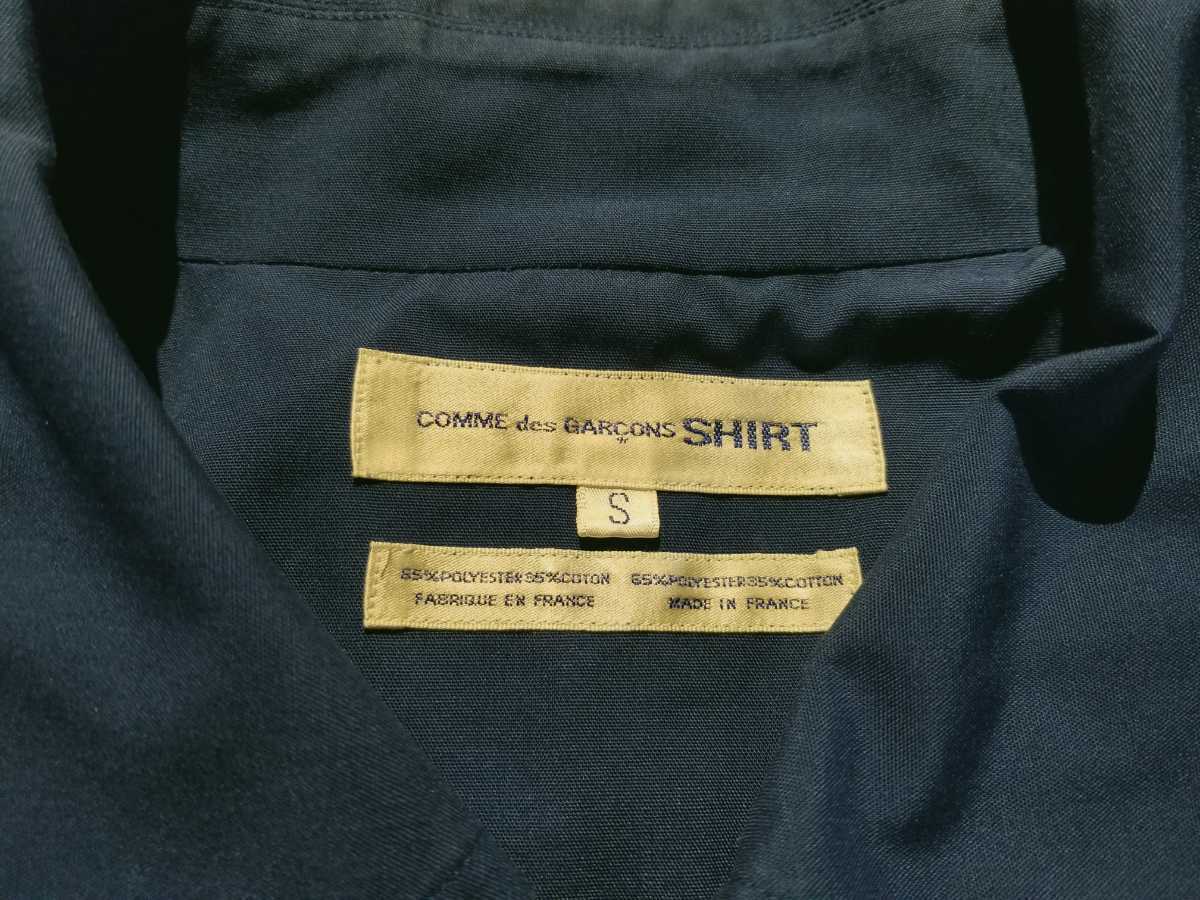 COMME des GARÇONS SHIRT
S
65%POLYESTER35%COTON 65%POLYESTER35%COTTON
FABRIQUE EN FRANCE MADE IN FRANCE